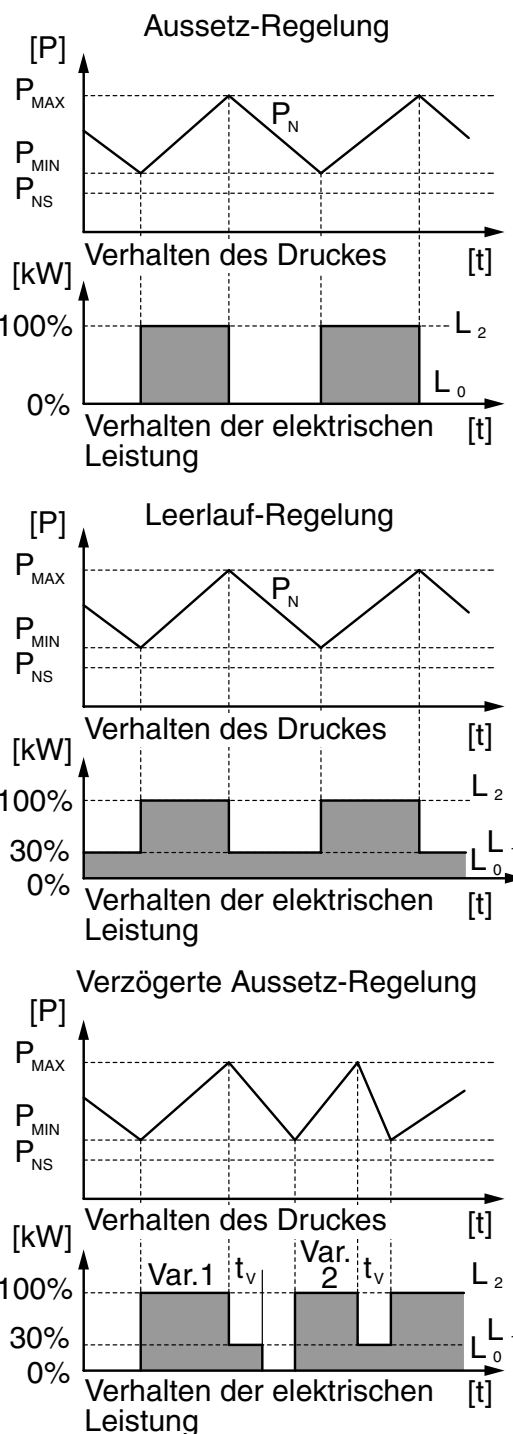 Aussetz-Regelung
[P]
PMAX
PN
PMIN
PNS
Verhalten des Druckes [t]
[kW]
100% L2
L0
0%
Verhalten der elektrischen [t]
Leistung
Leerlauf-Regelung
[P]
PMAX
PN
PMIN
PNS
Verhalten des Druckes [t]
[kW]
L2
100%
30% L
L0
0%
Verhalten der elektrischen [t]
Leistung
Verzögerte Aussetz-Regelung
[P]
PMAX
PMIN
PNS
Verhalten des Druckes [t]
[kW]
Var.1 tV Var. 2 tV
100% L2
30% L
L0
0%
Verhalten der elektrischen [t]
Leistung